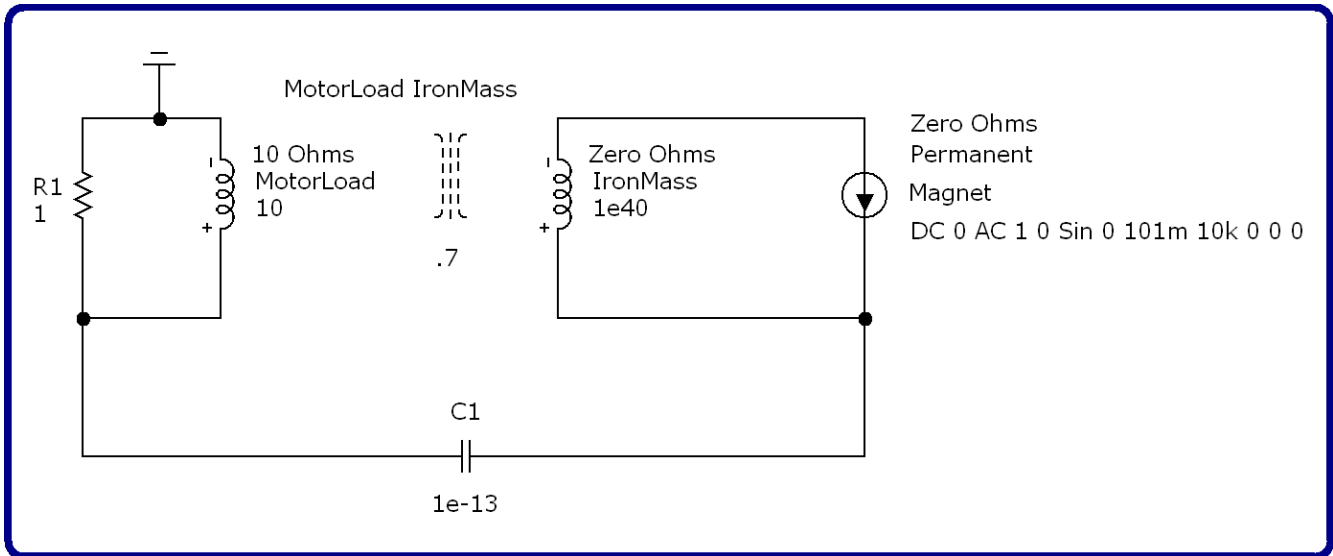 MotorLoad IronMass
R1
1
10 Ohms
MotorLoad
10
.7
Zero Ohms
IronMass
1e40
Zero Ohms
Permanent
Magnet
DC 0 AC 1 0 Sin 0 101m 10k 0 0 0
C1
1e-13